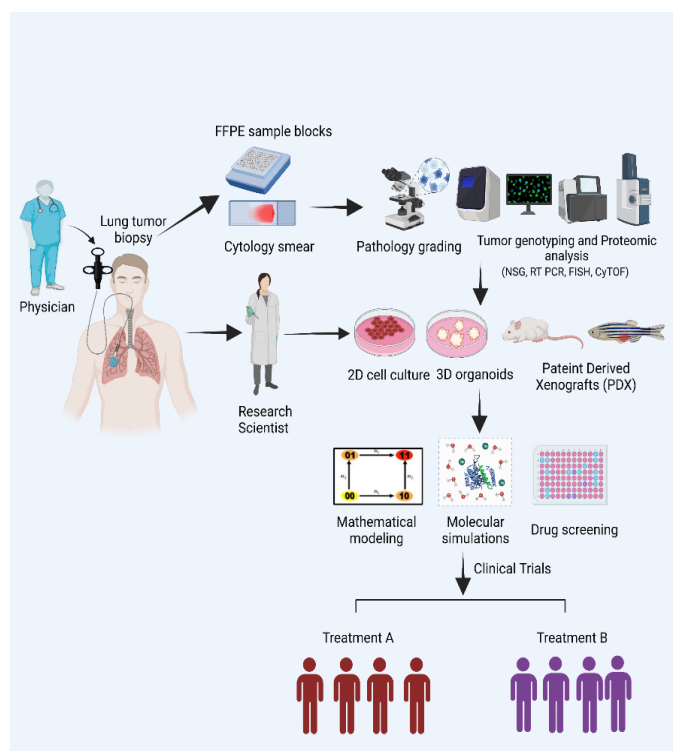 FFPE sample blocks
Lung tumor
biopsy
Physician
Cytology smear
Pathology grading
Tumor genotyping and Proteomic
analysis
(NSG, RT PCR, FISH, CyTOF)
Research
Scientist
2D cell culture
3D organoids
Pateint Derived
Xenografts (PDX)
01
11
00
10
Mathematical
modeling
Molecular
simulations
Drug screening
Clinical Trials
Treatment A
Treatment B